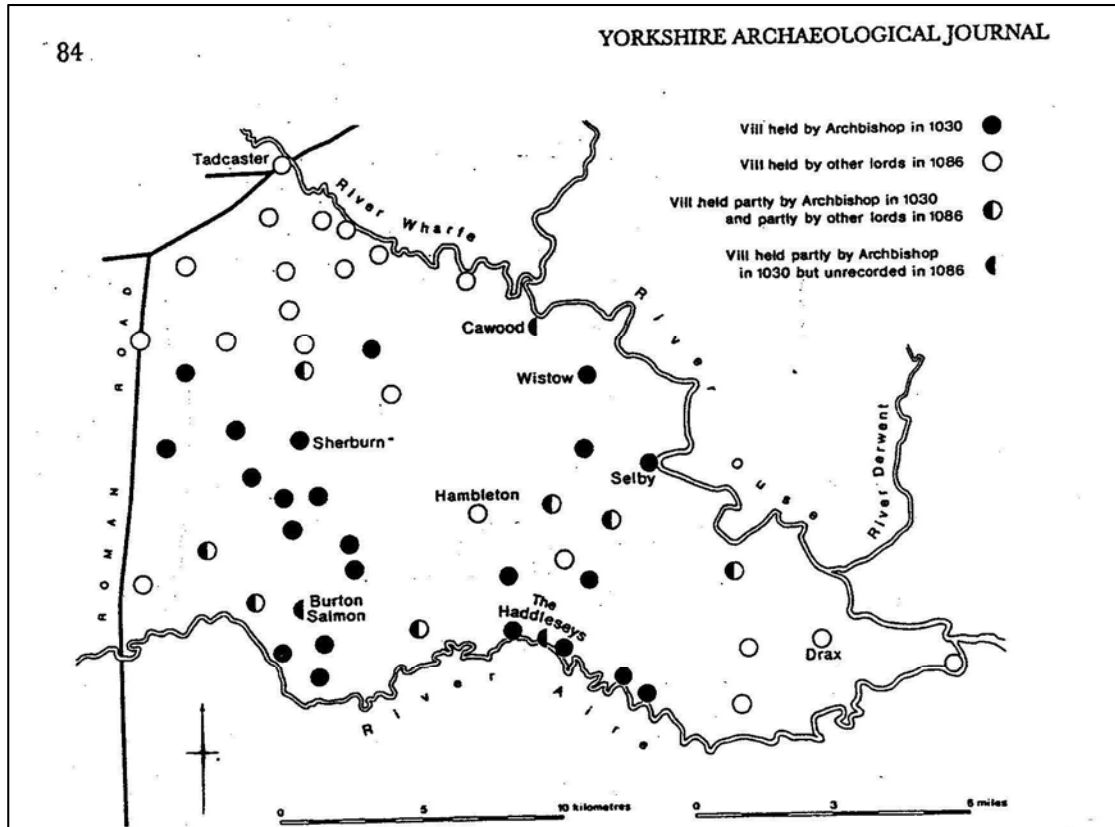 84
YORKSHIRE ARCHAEOLOGICAL JOURNAL
Vill held by Archbishop in 1030
Vill held by other lords in 1086
Vill held partly by Archbishop in 1030
and partly by other lords in 1086
Vill held partly by Archbishop
in 1030 but unrecorded in 1086
Tadcaster
River Wharfe
ROMAN ROAD
Cawood
River Ouse
Wistow
River Derwent
Sherburn
Selby
Hambleton
Burton
Salmon
The
Haddleseys
Drax
River Aire
0 5 10 kilometres
0 3 6 miles